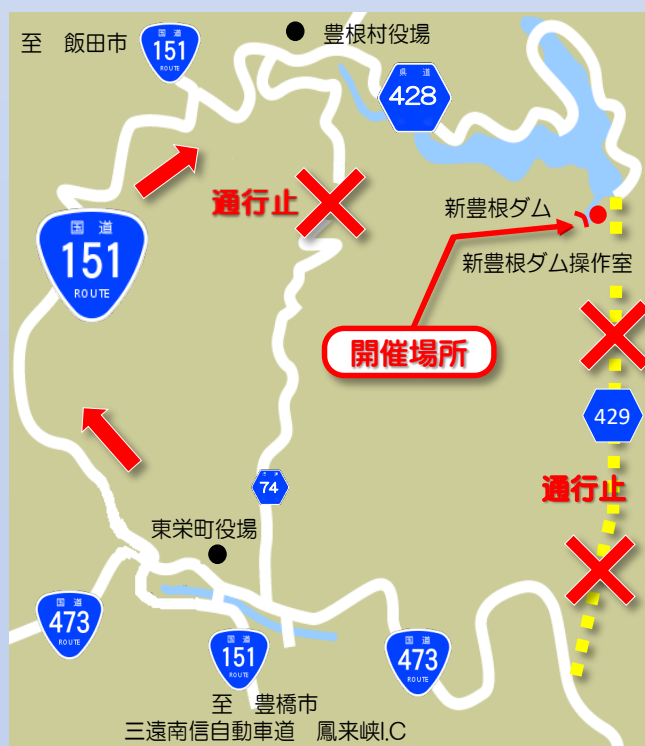 至 飯田市
国道
151
ROUTE
豊根村役場
県道
428
通行止
新豊根ダム
新豊根ダム操作室
国道
151
ROUTE
開催場所
429
通行止
74
東栄町役場
国道
473
ROUTE
国道
151
ROUTE
国道
473
ROUTE
至 豊橋市
三遠南信自動車道 鳳来峡I.C